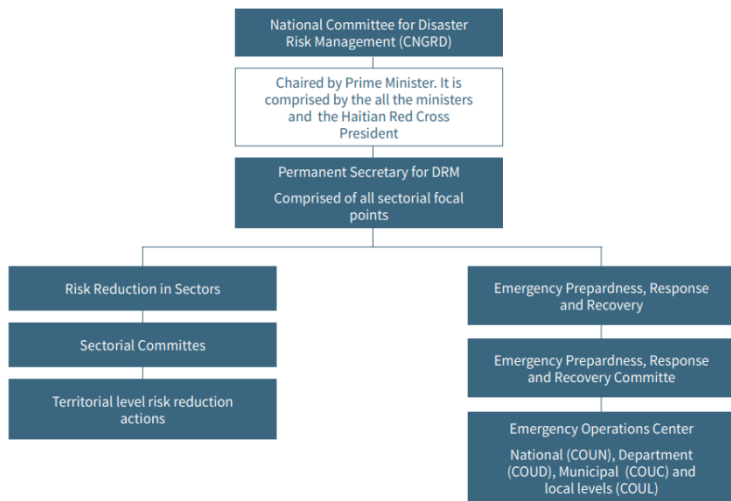 National Committee for Disaster
Risk Management (CNGRD)
Chaired by Prime Minister. It is
comprised by the all the ministers
and the Haitian Red Cross
President
Permanent Secretary for DRM
Comprised of all sectorial focal
points
Risk Reduction in Sectors
Sectorial Committes
Territorial level risk reduction
actions
Emergency Prepardness, Response
and Recovery
Emergency Prepardness, Response
and Recovery Committe
Emergency Operations Center
National (COUN), Department
(COUD), Municipal (COUC) and
local levels (COUL)